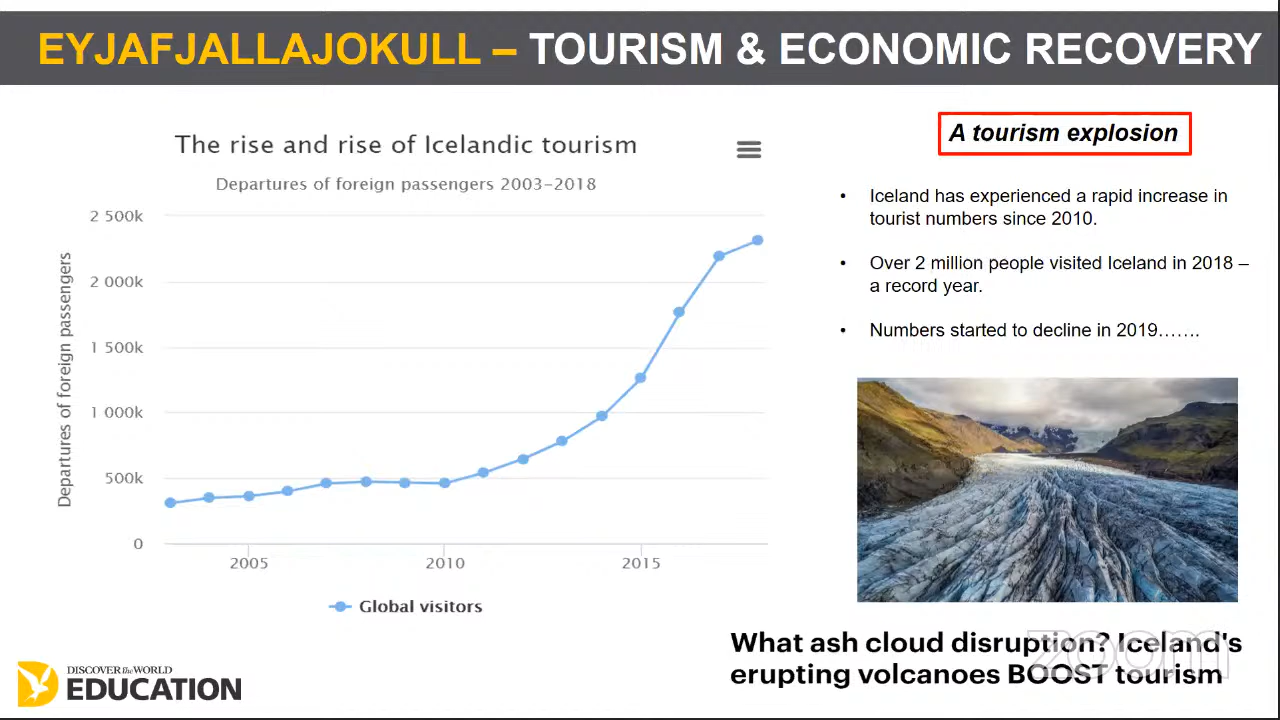 EYJAFJALLAJOKULL – TOURISM & ECONOMIC RECOVERY
The rise and rise of Icelandic tourism
Departures of foreign passengers 2003–2018
Departures of foreign passengers
2 500k
2 000k
1 500k
1 000k
500k
0
2005
2010
2015
Global visitors
A tourism explosion
• Iceland has experienced a rapid increase in
tourist numbers since 2010.
• Over 2 million people visited Iceland in 2018 –
a record year.
• Numbers started to decline in 2019…….
What ash cloud disruption? Iceland's
erupting volcanoes BOOST tourism
zoom
DISCOVER the WORLD
EDUCATION